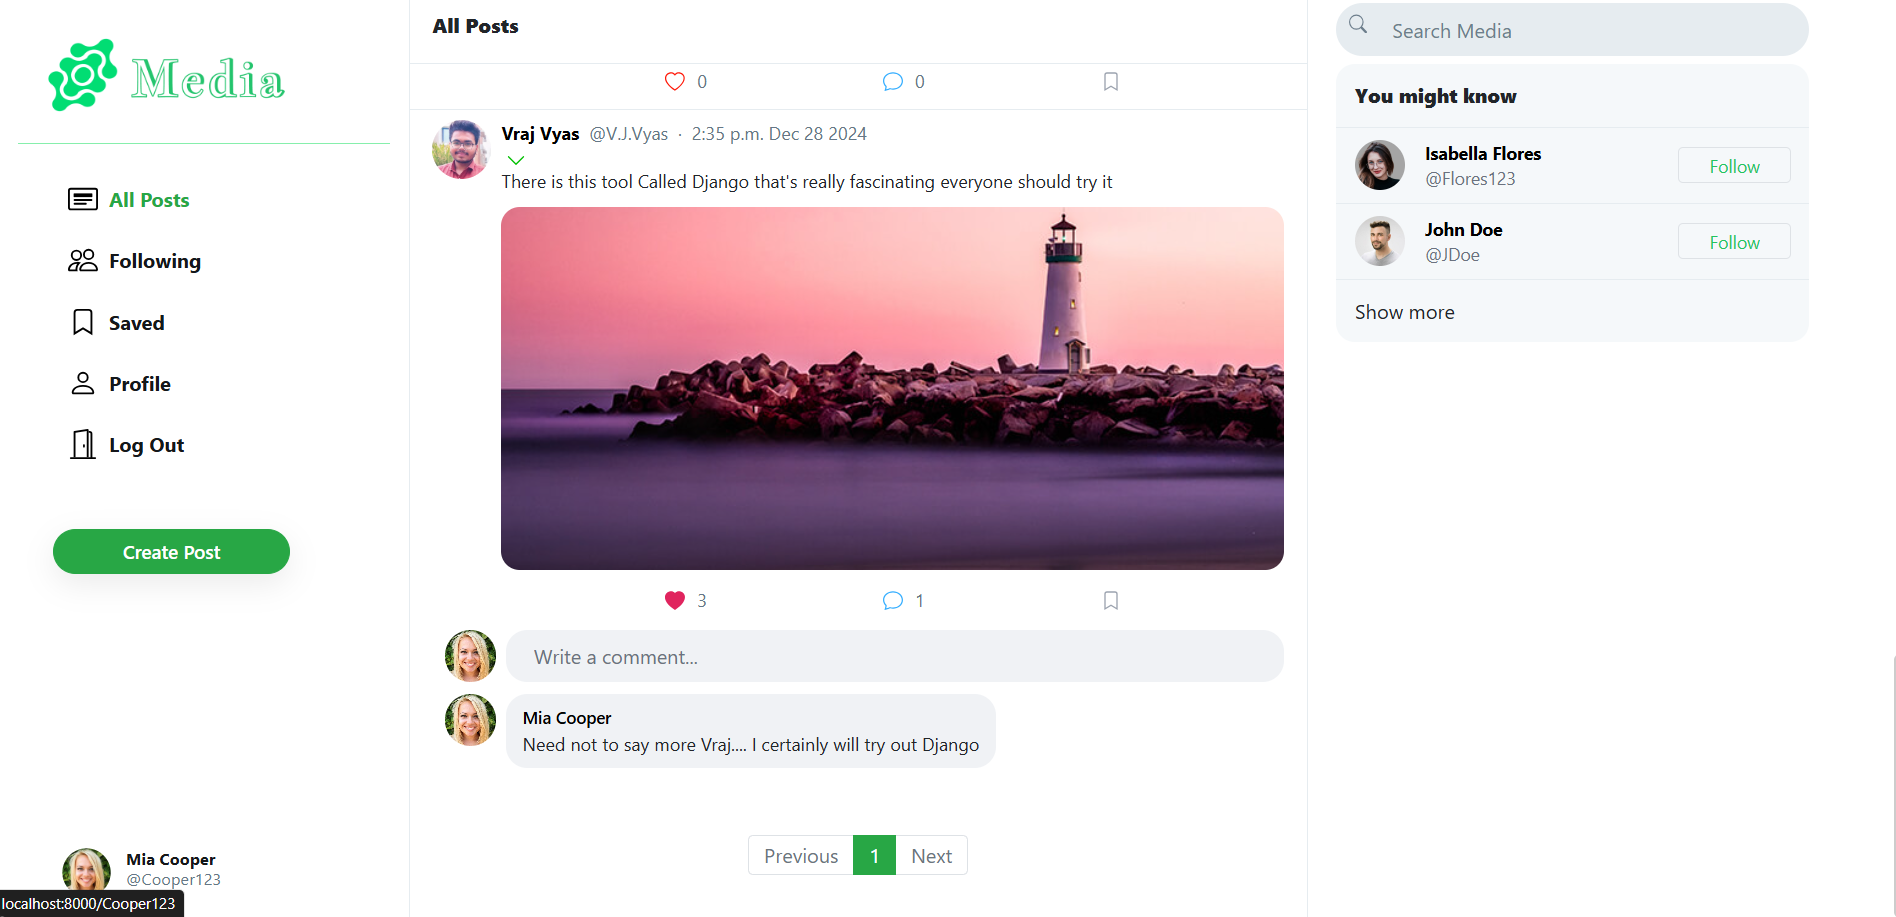 Media
All Posts
Following
Saved
Profile
Log Out
Create Post
Mia Cooper
@Cooper123
localhost:8000/Cooper123
All Posts
0 0
Vraj Vyas @V.J.Vyas · 2:35 p.m. Dec 28 2024
There is this tool Called Django that's really fascinating everyone should try it
3 1
Write a comment...
Mia Cooper
Need not to say more Vraj.... I certainly will try out Django
Previous 1 Next
Search Media
You might know
Isabella Flores
@Flores123
Follow
John Doe
@JDoe
Follow
Show more